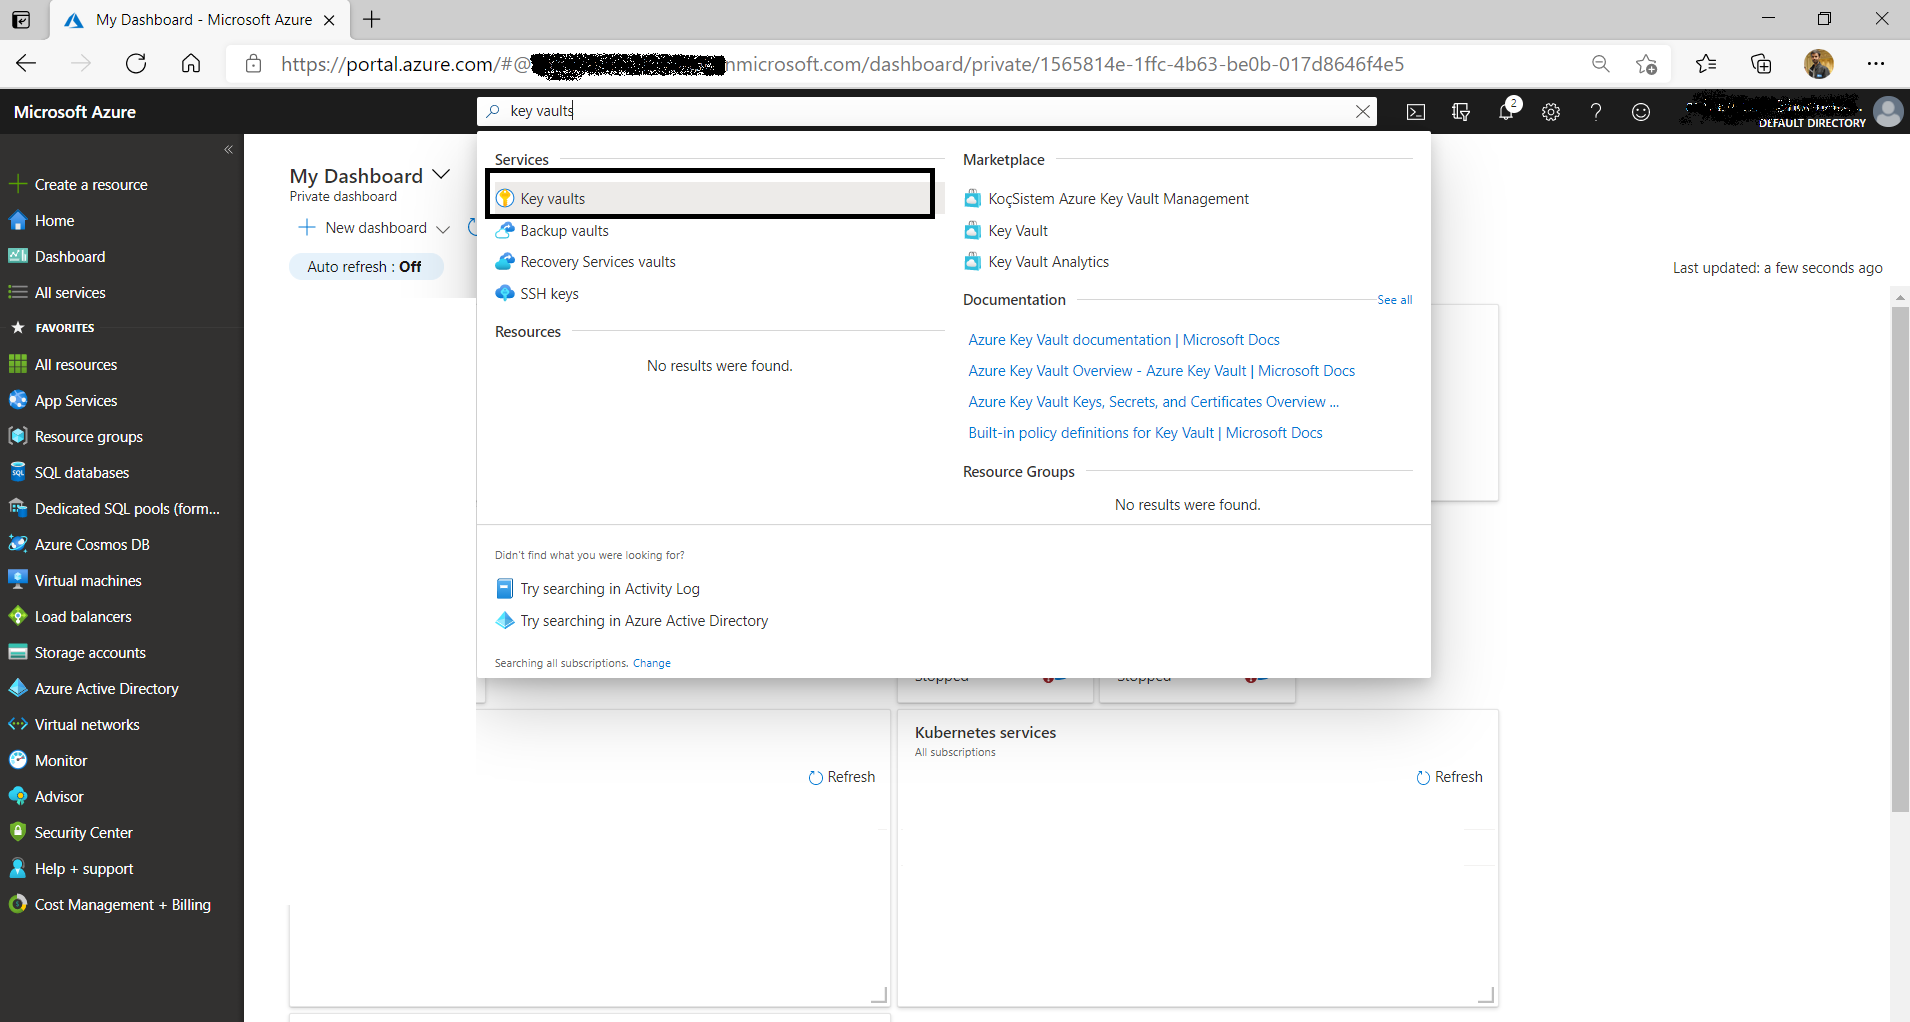 My Dashboard - Microsoft Azure
https://portal.azure.com/#@
nmicrosoft.com/dashboard/private/1565814e-1ffc-4b63-be0b-017d8646f4e5
Microsoft Azure
key vaults
2
DEFAULT DIRECTORY
Create a resource
Home
Dashboard
All services
FAVORITES
All resources
App Services
Resource groups
SQL databases
Dedicated SQL pools (form...
Azure Cosmos DB
Virtual machines
Load balancers
Storage accounts
Azure Active Directory
Virtual networks
Monitor
Advisor
Security Center
Help + support
Cost Management + Billing
My Dashboard
Private dashboard
New dashboard
Auto refresh : Off
Services
Key vaults
Backup vaults
Recovery Services vaults
SSH keys
Resources
No results were found.
Marketplace
KoçSistem Azure Key Vault Management
Key Vault
Key Vault Analytics
Documentation
See all
Azure Key Vault documentation | Microsoft Docs
Azure Key Vault Overview - Azure Key Vault | Microsoft Docs
Azure Key Vault Keys, Secrets, and Certificates Overview ...
Built-in policy definitions for Key Vault | Microsoft Docs
Resource Groups
No results were found.
Didn't find what you were looking for?
Try searching in Activity Log
Try searching in Azure Active Directory
Searching all subscriptions. Change
Last updated: a few seconds ago
Stopped
Stopped
Refresh
Kubernetes services
All subscriptions
Refresh